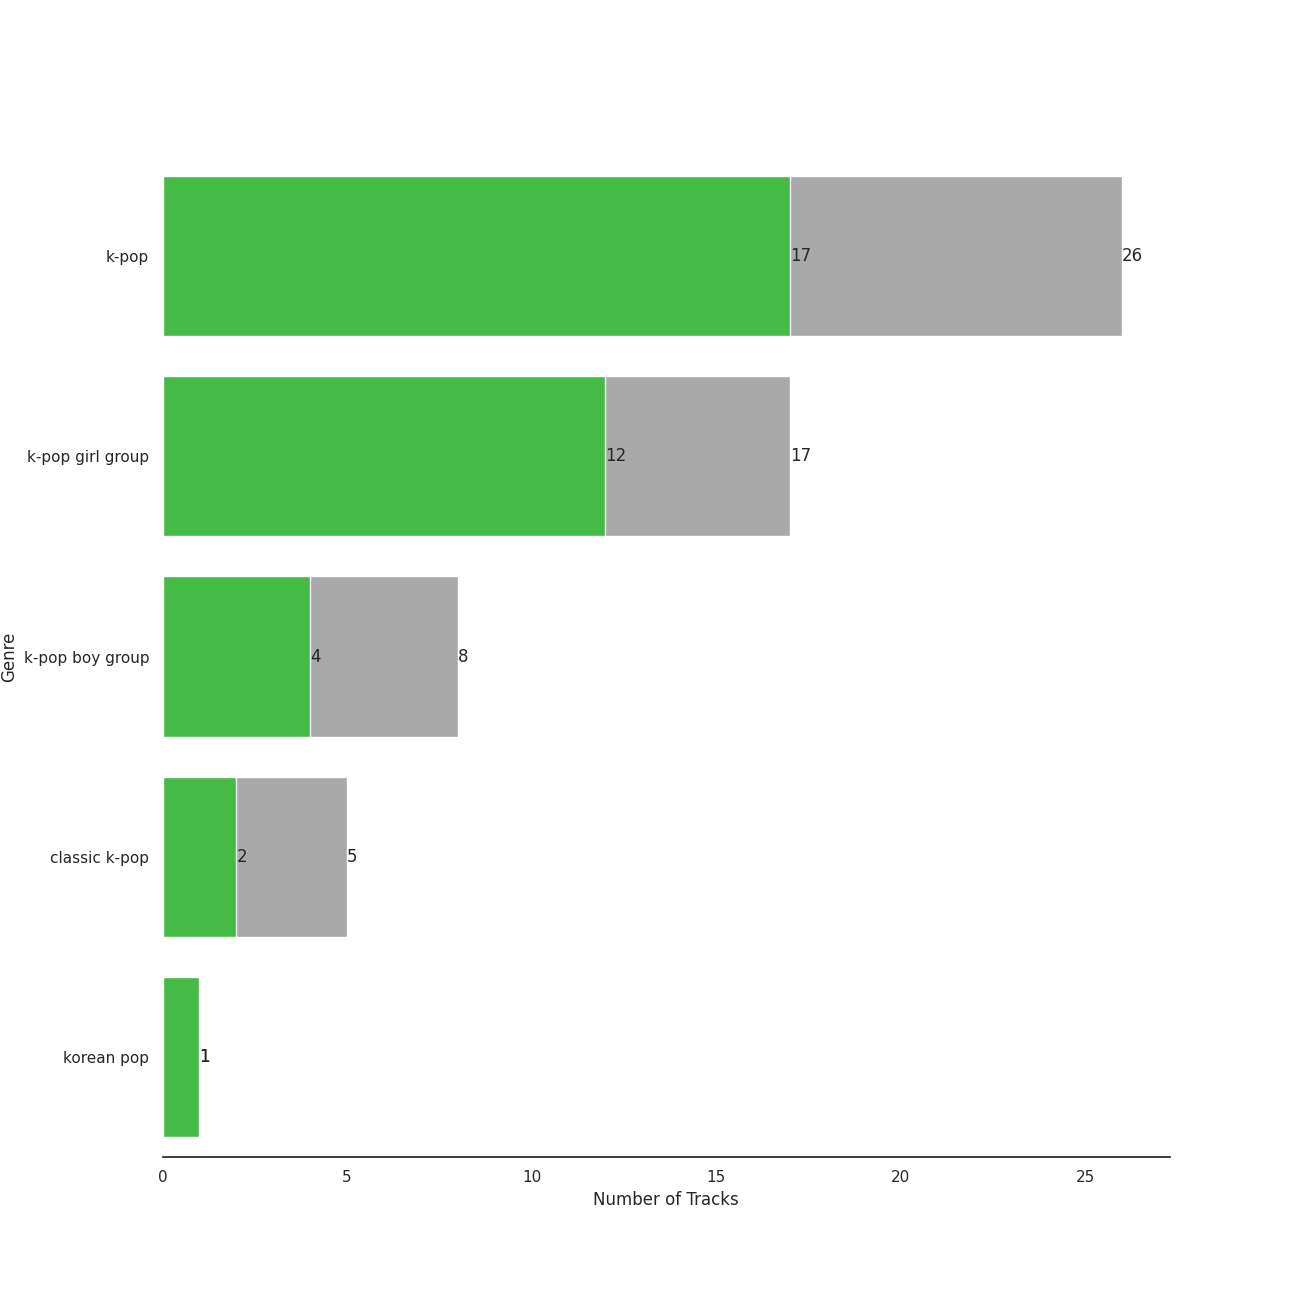 k-pop 17 26
k-pop girl group 12 17
Genre
k-pop boy group 4 8
classic k-pop 2 5
korean pop 1
0 5 10 15 20 25
Number of Tracks